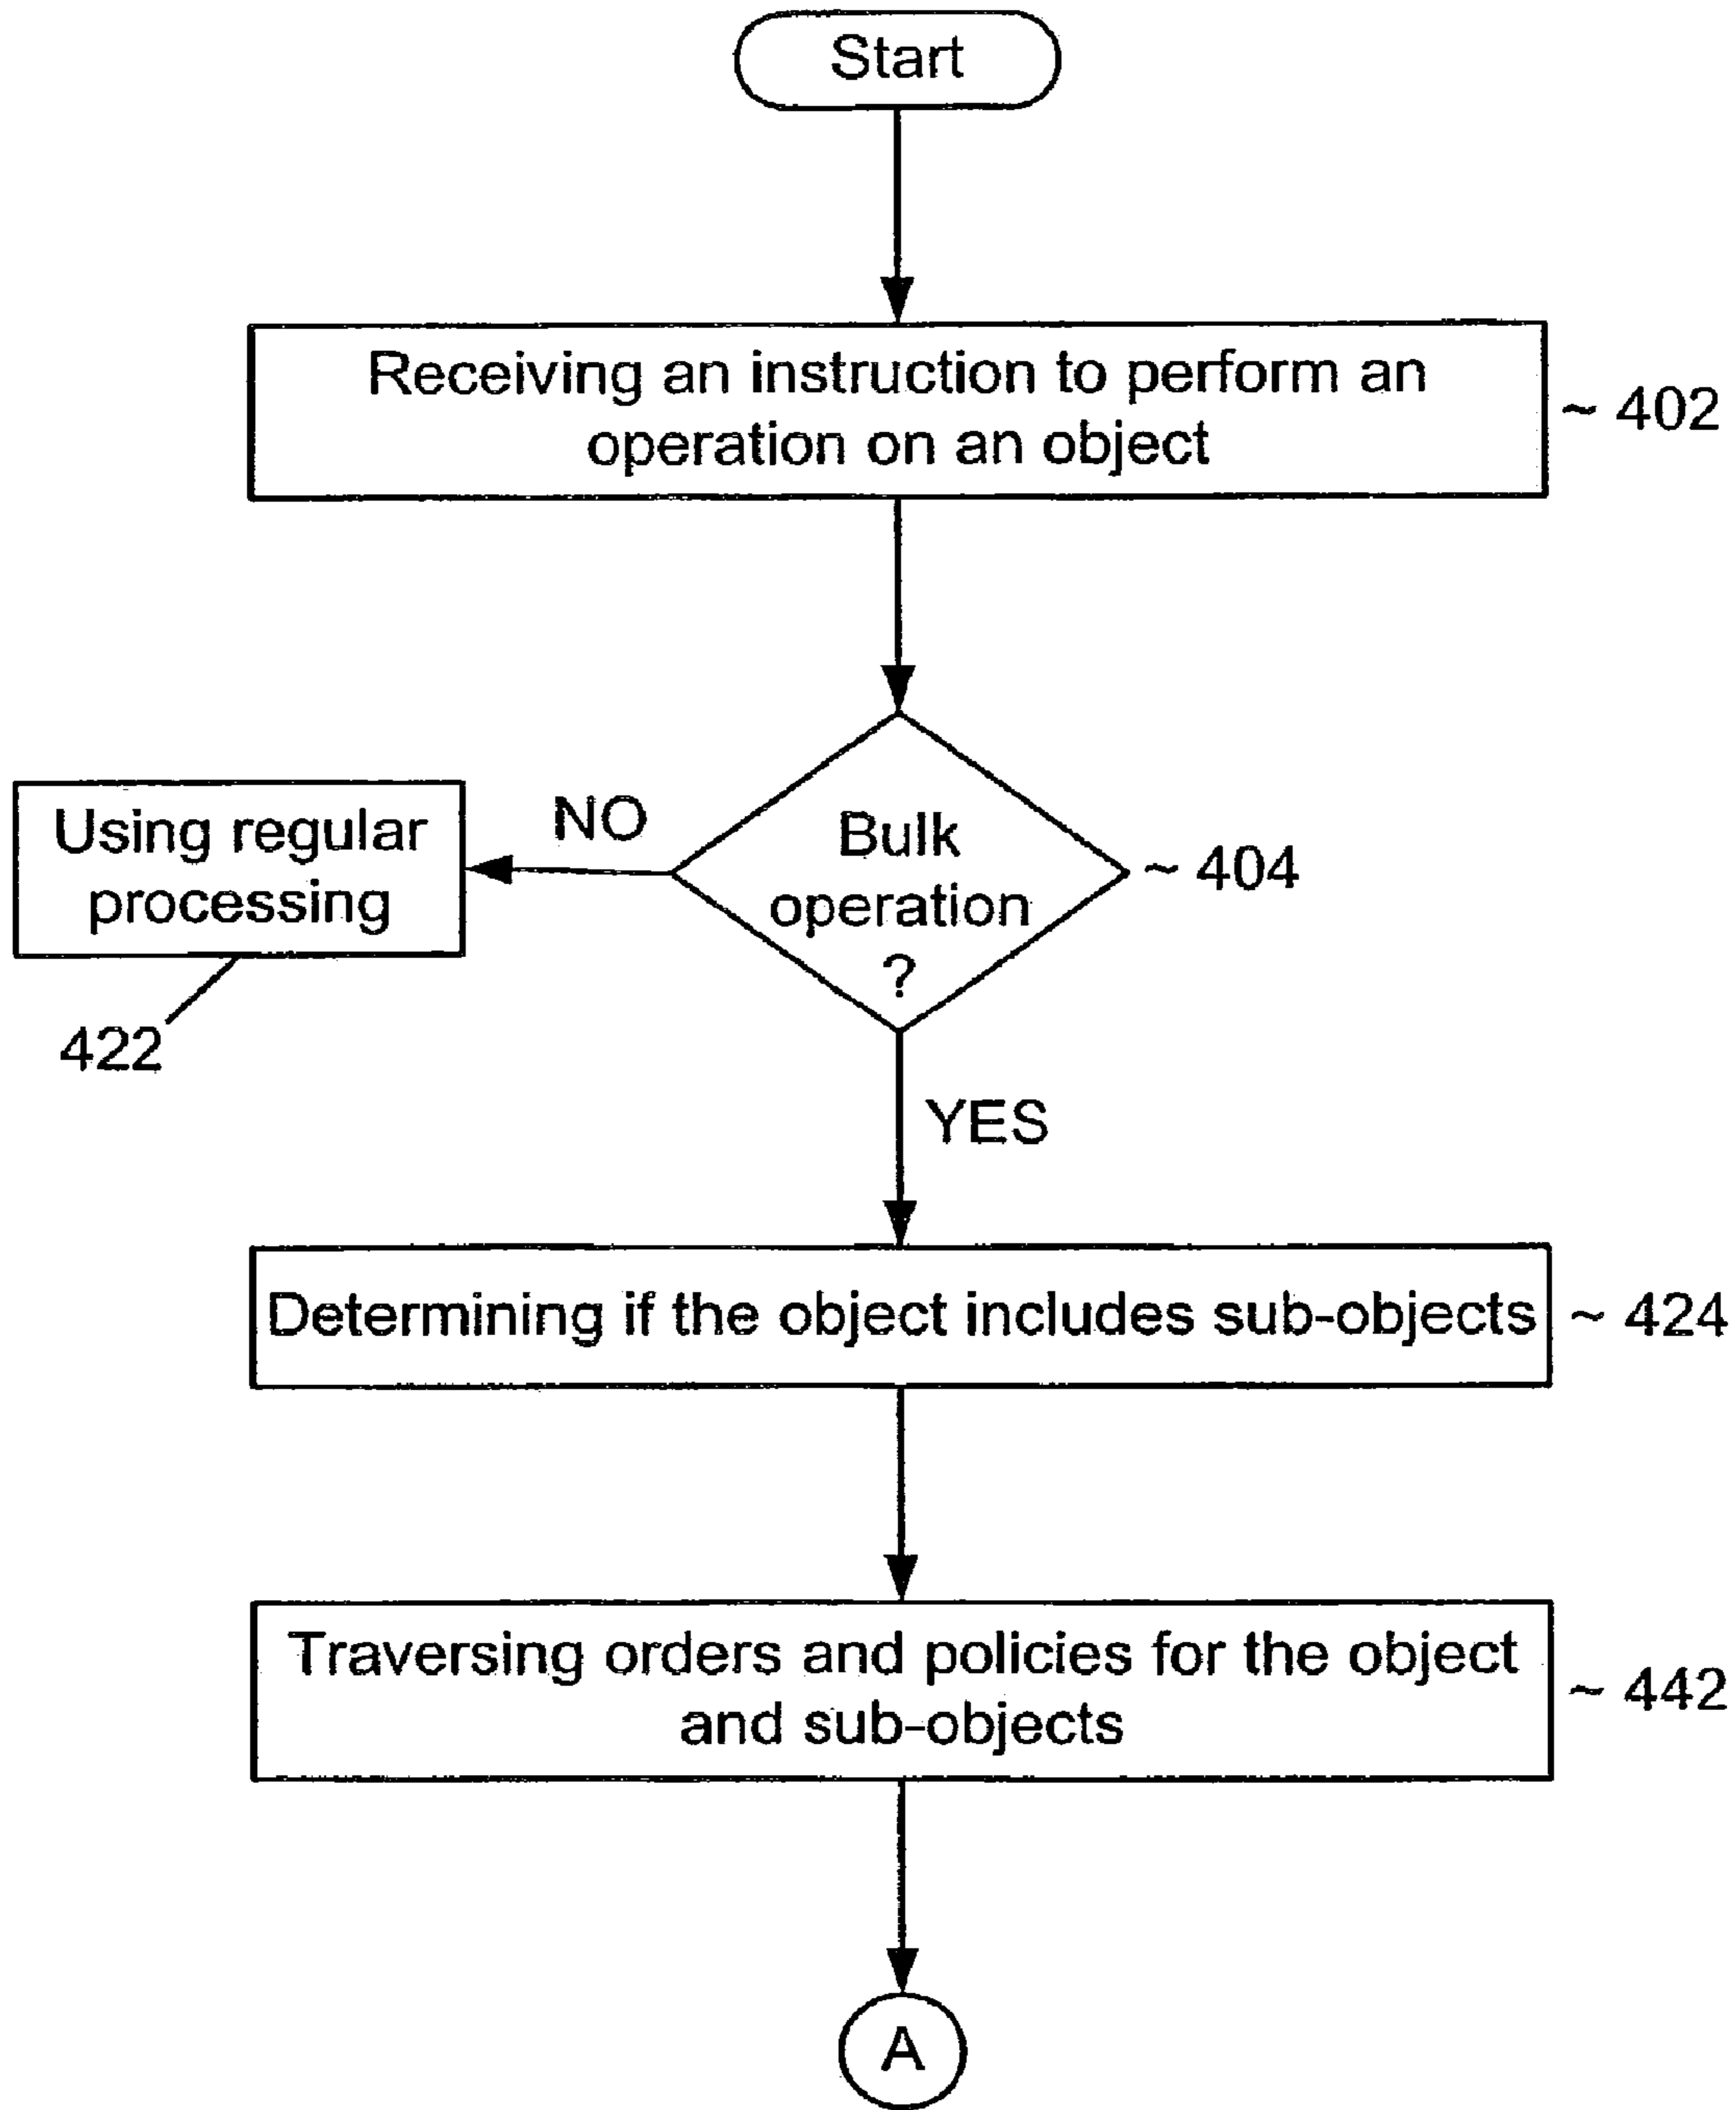 Start
Receiving an instruction to perform an
operation on an object
~ 402
Bulk
operation
?
~ 404
NO
Using regular
processing
422
YES
Determining if the object includes sub-objects
~ 424
Traversing orders and policies for the object
and sub-objects
~ 442
A